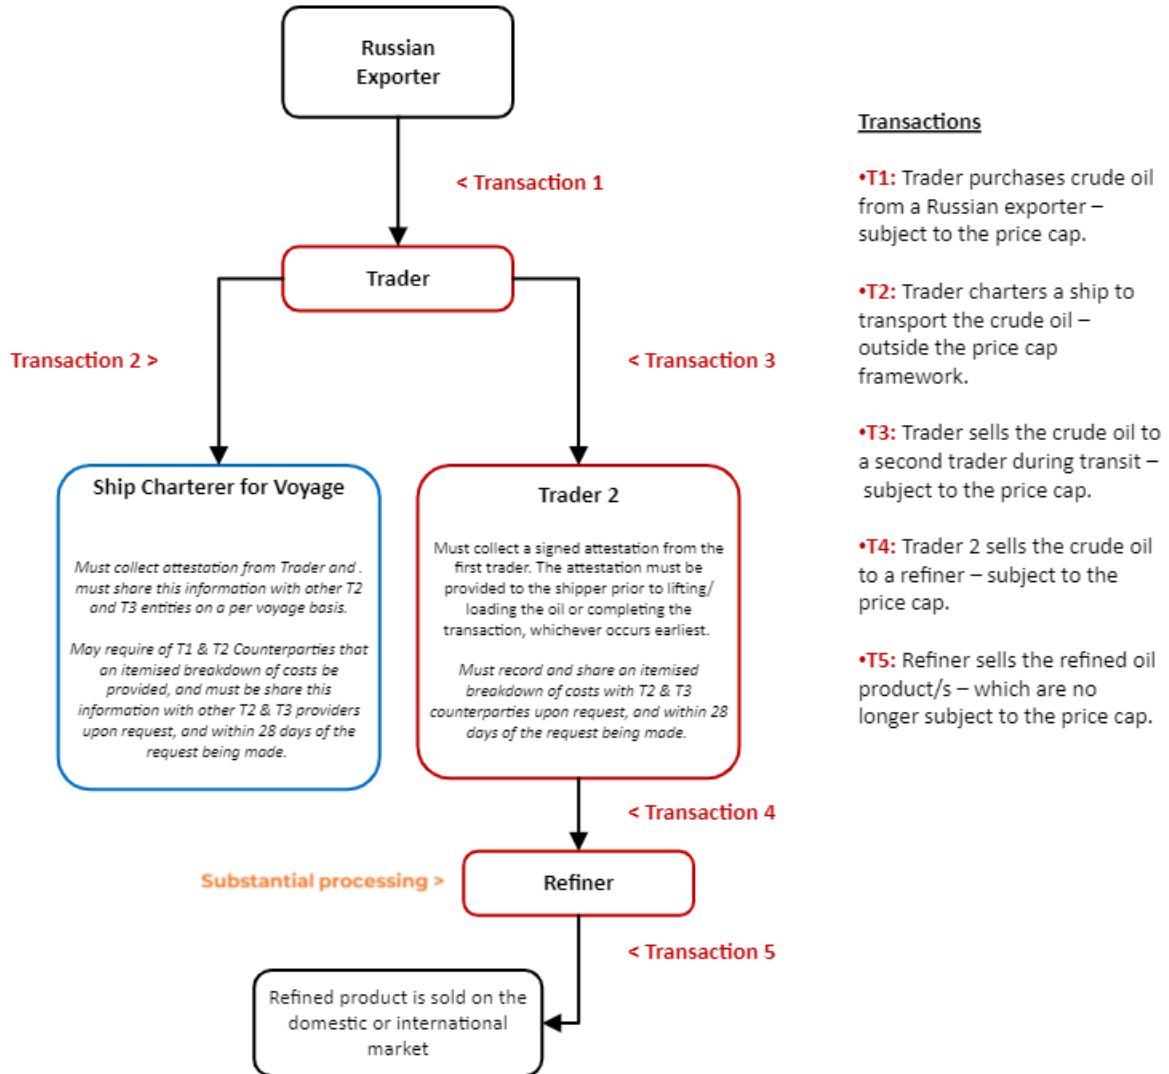 Russian
Exporter
< Transaction 1
Trader
Transaction 2 >
< Transaction 3
Ship Charterer for Voyage
Must collect attestation from Trader and .
must share this information with other T2
and T3 entities on a per voyage basis.
May require of T1 & T2 Counterparties that
an itemised breakdown of costs be
provided, and must be share this
information with other T2 & T3 providers
upon request, and within 28 days of the
request being made.
Trader 2
Must collect a signed attestation from the
first trader. The attestation must be
provided to the shipper prior to lifting/
loading the oil or completing the
transaction, whichever occurs earliest.
Must record and share an itemised
breakdown of costs with T2 & T3
counterparties upon request, and within 28
days of the request being made.
< Transaction 4
Substantial processing >
Refiner
< Transaction 5
Refined product is sold on the
domestic or international
market
Transactions
•T1: Trader purchases crude oil
from a Russian exporter –
subject to the price cap.
•T2: Trader charters a ship to
transport the crude oil –
outside the price cap
framework.
•T3: Trader sells the crude oil to
a second trader during transit –
subject to the price cap.
•T4: Trader 2 sells the crude oil
to a refiner – subject to the
price cap.
•T5: Refiner sells the refined oil
product/s – which are no
longer subject to the price cap.